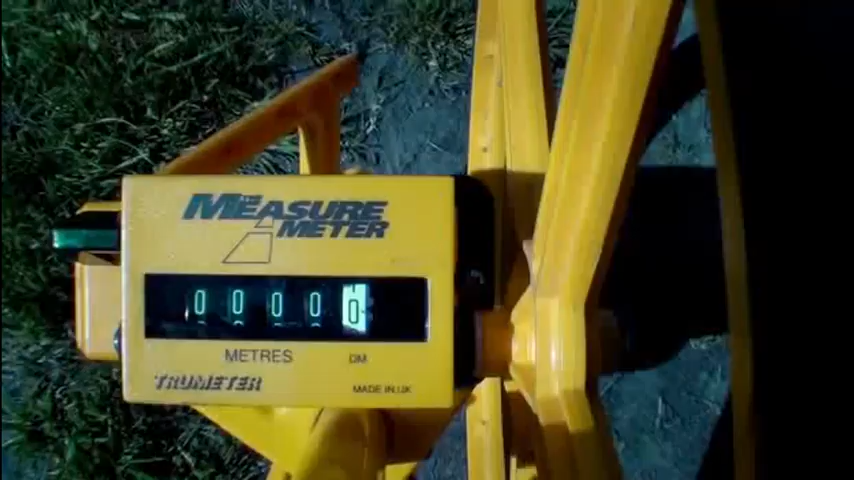 THE MEASURE
METER
0 0 0 0 0
METRES DM
TRUMETER MADE IN UK